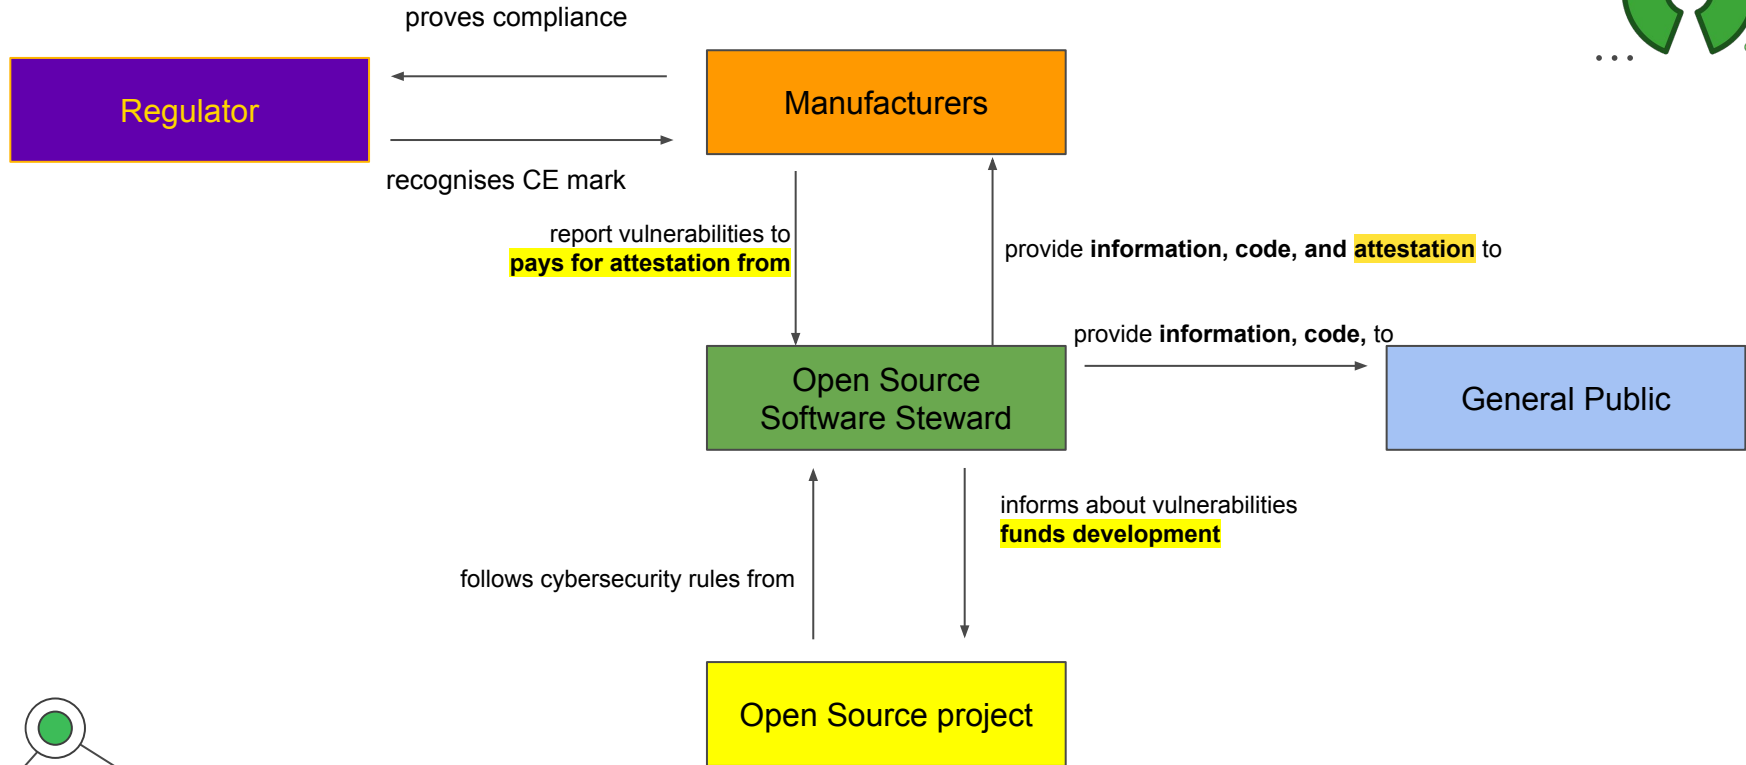 proves compliance
Regulator
Manufacturers
recognises CE mark
report vulnerabilities to
pays for attestation from
provide information, code, and attestation to
provide information, code, to
Open Source
Software Steward
General Public
informs about vulnerabilities
funds development
follows cybersecurity rules from
Open Source project